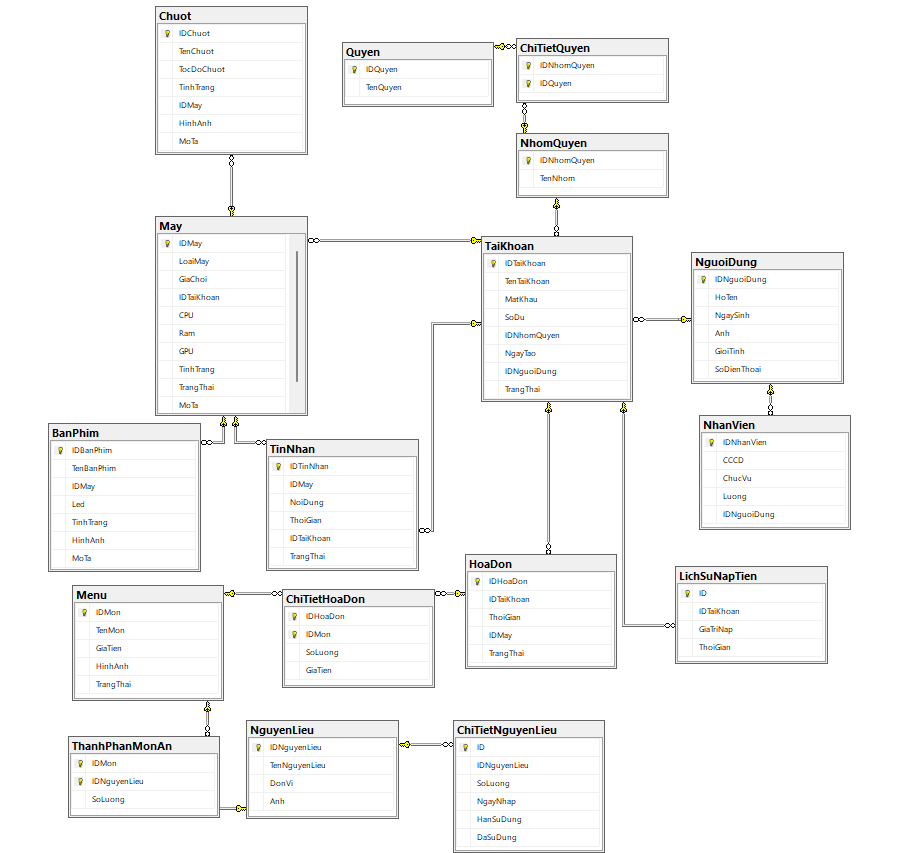 Chuot
IDChuot
TenChuot
TocDoChuot
TinhTrang
IDMay
HinhAnh
MoTa
Quyen
IDQuyen
TenQuyen
ChiTietQuyen
IDNhomQuyen
IDQuyen
NhomQuyen
IDNhomQuyen
TenNhom
May
IDMay
LoaiMay
GiaChoi
IDTaiKhoan
CPU
Ram
GPU
TinhTrang
TrangThai
MoTa
TaiKhoan
IDTaiKhoan
TenTaiKhoan
MatKhau
SoDu
IDNhomQuyen
NgayTao
IDNguoiDung
TrangThai
NguoiDung
IDNguoiDung
HoTen
NgaySinh
Anh
GioiTinh
SoDienThoai
NhanVien
IDNhanVien
CCCD
ChucVu
Luong
IDNguoiDung
BanPhim
IDBanPhim
TenBanPhim
IDMay
Led
TinhTrang
HinhAnh
MoTa
TinNhan
IDTinNhan
IDMay
NoiDung
ThoiGian
IDTaiKhoan
TrangThai
HoaDon
IDHoaDon
IDTaiKhoan
ThoiGian
IDMay
TrangThai
LichSuNapTien
ID
IDTaiKhoan
GiaTriNap
ThoiGian
Menu
IDMon
TenMon
GiaTien
HinhAnh
TrangThai
ChiTietHoaDon
IDHoaDon
IDMon
SoLuong
GiaTien
ThanhPhanMonAn
IDMon
IDNguyenLieu
SoLuong
NguyenLieu
IDNguyenLieu
TenNguyenLieu
DonVi
Anh
ChiTietNguyenLieu
ID
IDNguyenLieu
SoLuong
NgayNhap
HanSuDung
DaSuDung